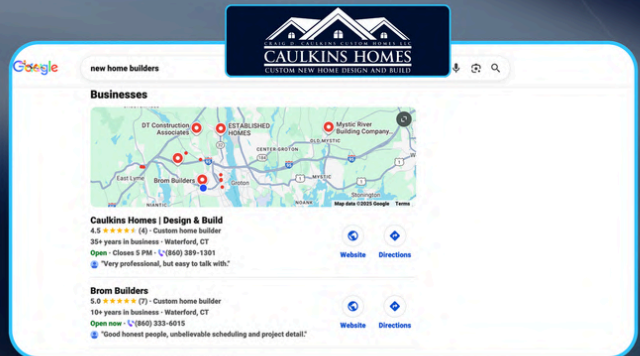 CRAIG D. CAULKINS CUSTOM HOMES LLC
CAULKINS HOMES
CUSTOM NEW HOME DESIGN AND BUILD
Google
new home builders
Businesses
DT Construction
Associates
ESTABLISHED
HOMES
Mystic River
Building Company...
OLD MYSTIC
CENTER GROTON
East Lyme
Brom Builders
Groton
MYSTIC
Stonington
NIANTIC
NOANK
Map data ©2025 Google Terms
Caulkins Homes | Design & Build
4.5 ★★★★★ (4) · Custom home builder
35+ years in business · Waterford, CT
Open · Closes 5 PM · (860) 389-1301
"Very professional, but easy to talk with."
Website Directions
Brom Builders
5.0 ★★★★★ (7) · Custom home builder
10+ years in business · Waterford, CT
Open now · (860) 333-6015
"Good honest people, unbelievable scheduling and project detail."
Website Directions